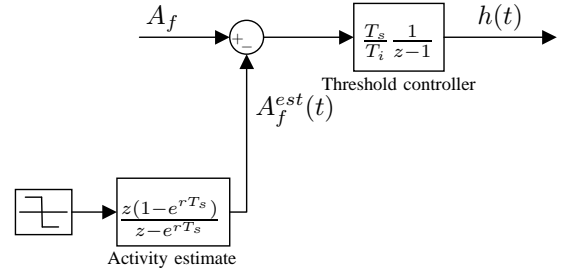 A_f
h(t)
+
−
T_s/T_i 1/(z−1)
Threshold controller
A_f^{est}(t)
z(1−e^{rT_s})/(z−e^{rT_s})
Activity estimate